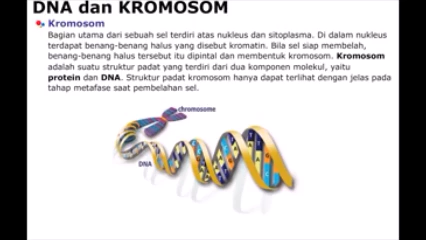 DNA dan KROMOSOM
Kromosom
Bagian utama dari sebuah sel terdiri atas nukleus dan sitoplasma. Di dalam nukleus
terdapat benang-benang halus yang disebut kromatin. Bila sel siap membelah,
benang-benang halus tersebut itu dipintal dan membentuk kromosom. Kromosom
adalah suatu struktur padat yang terdiri dari dua komponen molekul, yaitu
protein dan DNA. Struktur padat kromosom hanya dapat terlihat dengan jelas pada
tahap metafase saat pembelahan sel.
chromosome
DNA